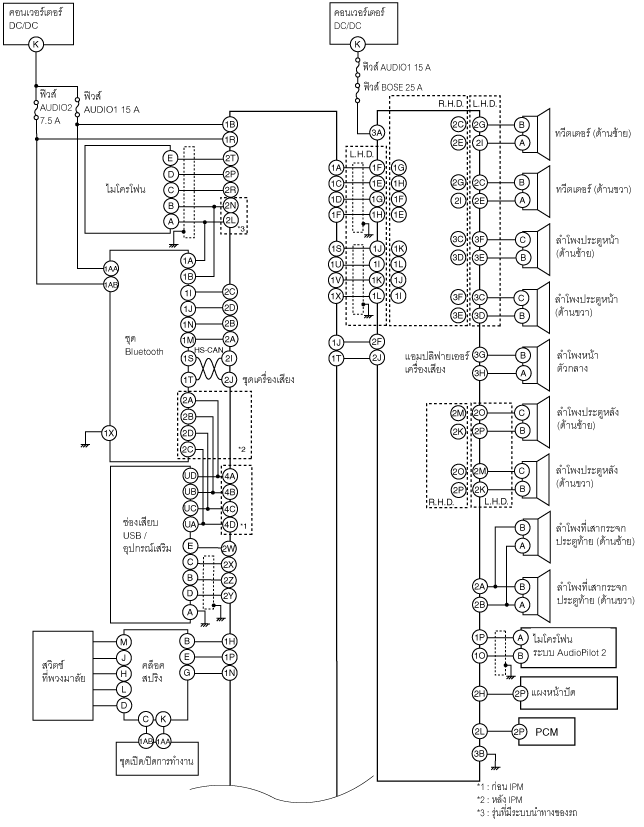 คอนเวอร์เตอร์
DC/DC
K
ฟิวส์
AUDIO2
7.5 A
ฟิวส์
AUDIO1 15 A
คอนเวอร์เตอร์
DC/DC
K
ฟิวส์ AUDIO1 15 A
ฟิวส์ BOSE 25 A
ไมโครโฟน
E
D
C
B
A
1B
1R
2T
2P
2R
2N
2L
*3
ชุด
Bluetooth
1AA
1AB
1X
1A
1B
1I
1J
1N
1M
1S
1T
HS-CAN
2C
2D
2B
2A
2I
2J
ชุดเครื่องเสียง
2A
2B
2D
2C
*2
ช่องเสียบ
USB /
อุปกรณ์เสริม
UD
UB
UC
UA
E
C
B
D
A
4A
4B
4C
4D
*1
2W
2X
2Z
2Y
สวิตช์
ที่พวงมาลัย
M
J
H
L
D
คล็อค
สปริง
B
E
G
1H
1P
1N
C
K
1AB
1AA
ชุดเปิด/ปิดการทำงาน
3A
L.H.D.
1A
1C
1D
1F
1F
1E
1G
1H
1G
1H
1F
1E
1S
1U
1V
1X
1J
1I
1K
1L
1K
1L
1J
1I
1J
1T
2F
2J
แอมปลิฟายเออร์
เครื่องเสียง
R.H.D.
L.H.D.
2C
2G
B
2E
2I
A
ทวีตเตอร์ (ด้านซ้าย)
2G
2C
B
2I
2E
A
ทวีตเตอร์ (ด้านขวา)
3C
3F
C
3D
3E
B
ลำโพงประตูหน้า
(ด้านซ้าย)
3F
3C
C
3E
3D
B
ลำโพงประตูหน้า
(ด้านขวา)
3G
B
3H
A
ลำโพงหน้า
ตัวกลาง
2M
2O
C
2K
2P
B
ลำโพงประตูหลัง
(ด้านซ้าย)
2O
2M
C
2P
2K
B
ลำโพงประตูหลัง
(ด้านขวา)
R.H.D.
L.H.D.
B
A
ลำโพงที่เสากระจก
ประตูท้าย (ด้านซ้าย)
2A
B
2B
A
ลำโพงที่เสากระจก
ประตูท้าย (ด้านขวา)
1P
A
1O
B
ไมโครโฟน
ระบบ AudioPilot 2
2H
2P
แผงหน้าปัด
2L
2P
PCM
3B
*1 : ก่อน IPM
*2 : หลัง IPM
*3 : รุ่นที่มีระบบนำทางของรถ